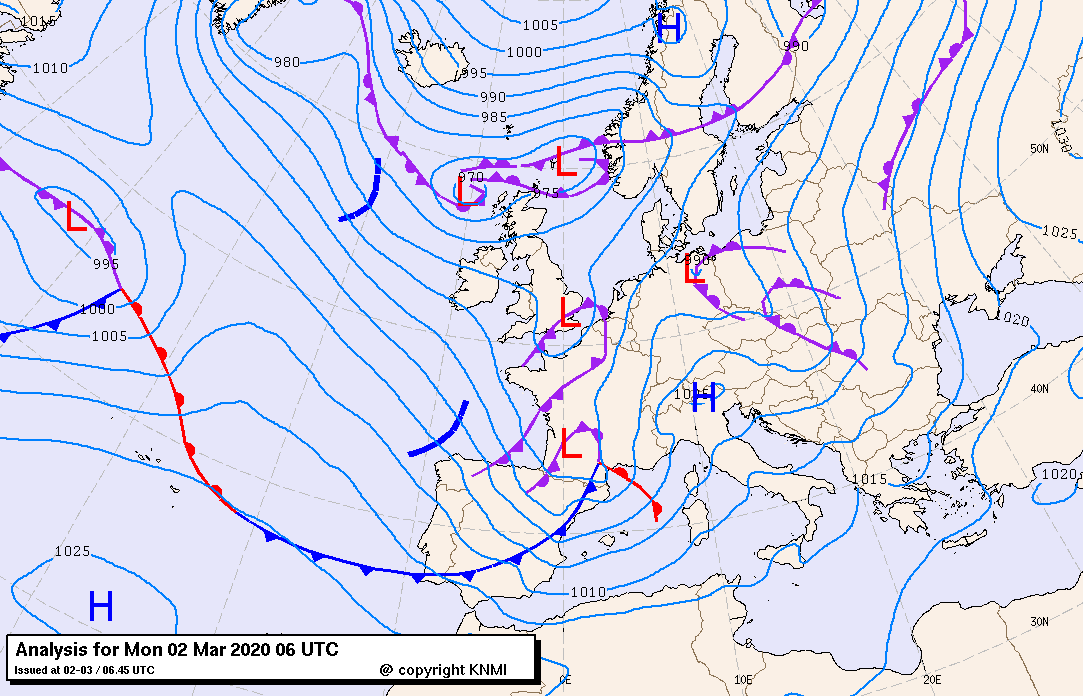 1015
1005
H
990
1000
980
1010
995
990
985
1030
50N
L
970
L
975
L
1025
995
990
L
1000
L
1020
1005
40N
H
L
1020
1015
1025
1010
H
30N
Analysis for Mon 02 Mar 2020 06 UTC
Issued at 02-03 / 06.45 UTC
@ copyright KNMI
0E
10E
20E